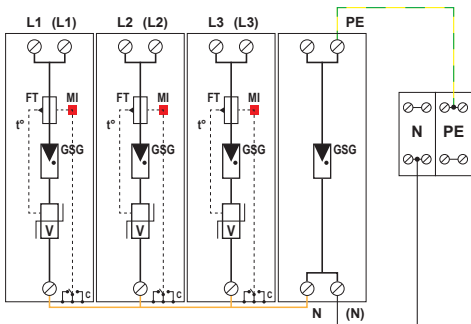 L1 (L1) L2 (L2) L3 (L3) PE
FT MI FT MI FT MI
t° t° t°
GSG GSG GSG GSG
N PE
V V V
C C C
N (N)